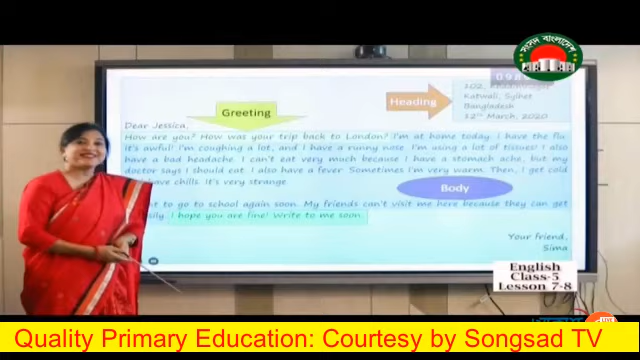 সংসদ বাংলাদেশ
Greeting
Heading
102,
Katwali, Sylhet
Bangladesh
12th March, 2020
Dear Jessica,
How are you? How was your trip back to London? I'm at home today. I have the flu.
it's awful! I'm coughing a lot, and I have a runny nose. I'm using a lot of tissues! I also
have a bad headache. I can't eat very much because I have a stomach ache, but my
doctor says I should eat. I also have a fever. Sometimes I'm very warm. Then, I get cold
have chills. It's very strange.
Body
to go to school again soon. My friends can't visit me here because they can get
I hope you are fine! Write to me soon.
Your friend,
Sima
English
Class-5
Lesson 7-8
LIVE
Quality Primary Education: Courtesy by Songsad TV